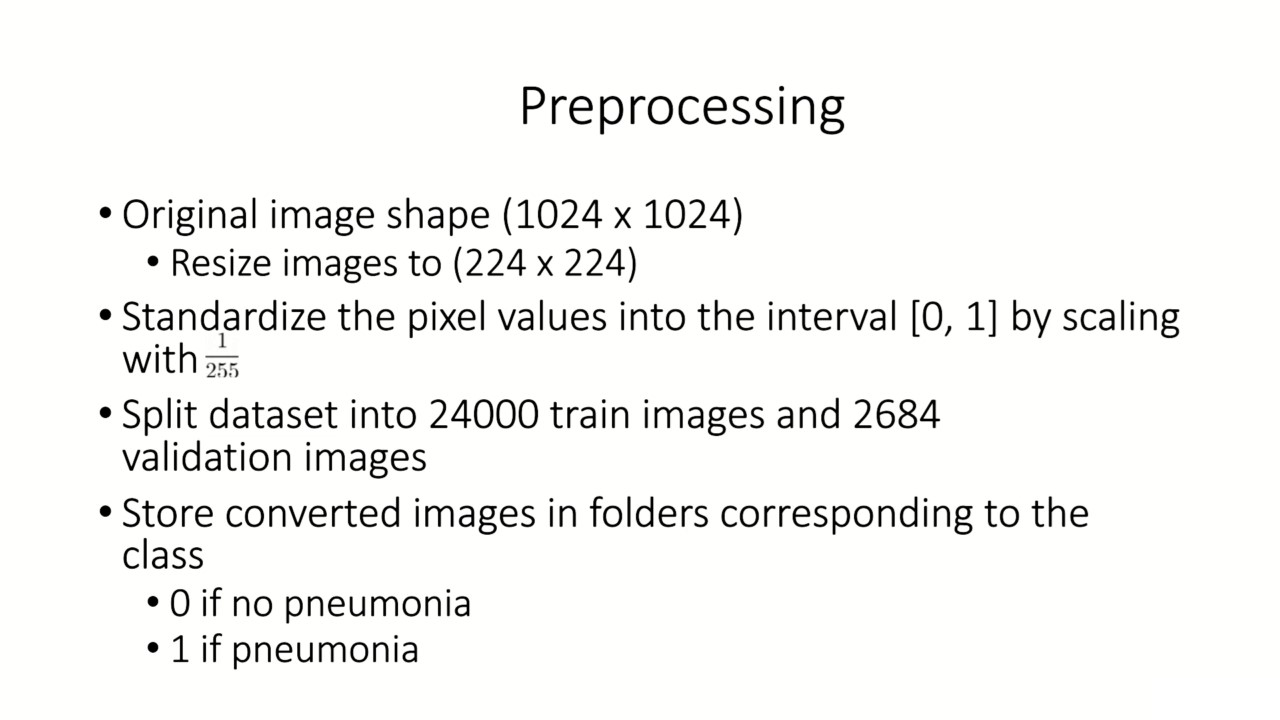 Preprocessing
• Original image shape (1024 x 1024)
• Resize images to (224 x 224)
• Standardize the pixel values into the interval [0, 1] by scaling
with 1/255
• Split dataset into 24000 train images and 2684
validation images
• Store converted images in folders corresponding to the
class
• 0 if no pneumonia
• 1 if pneumonia